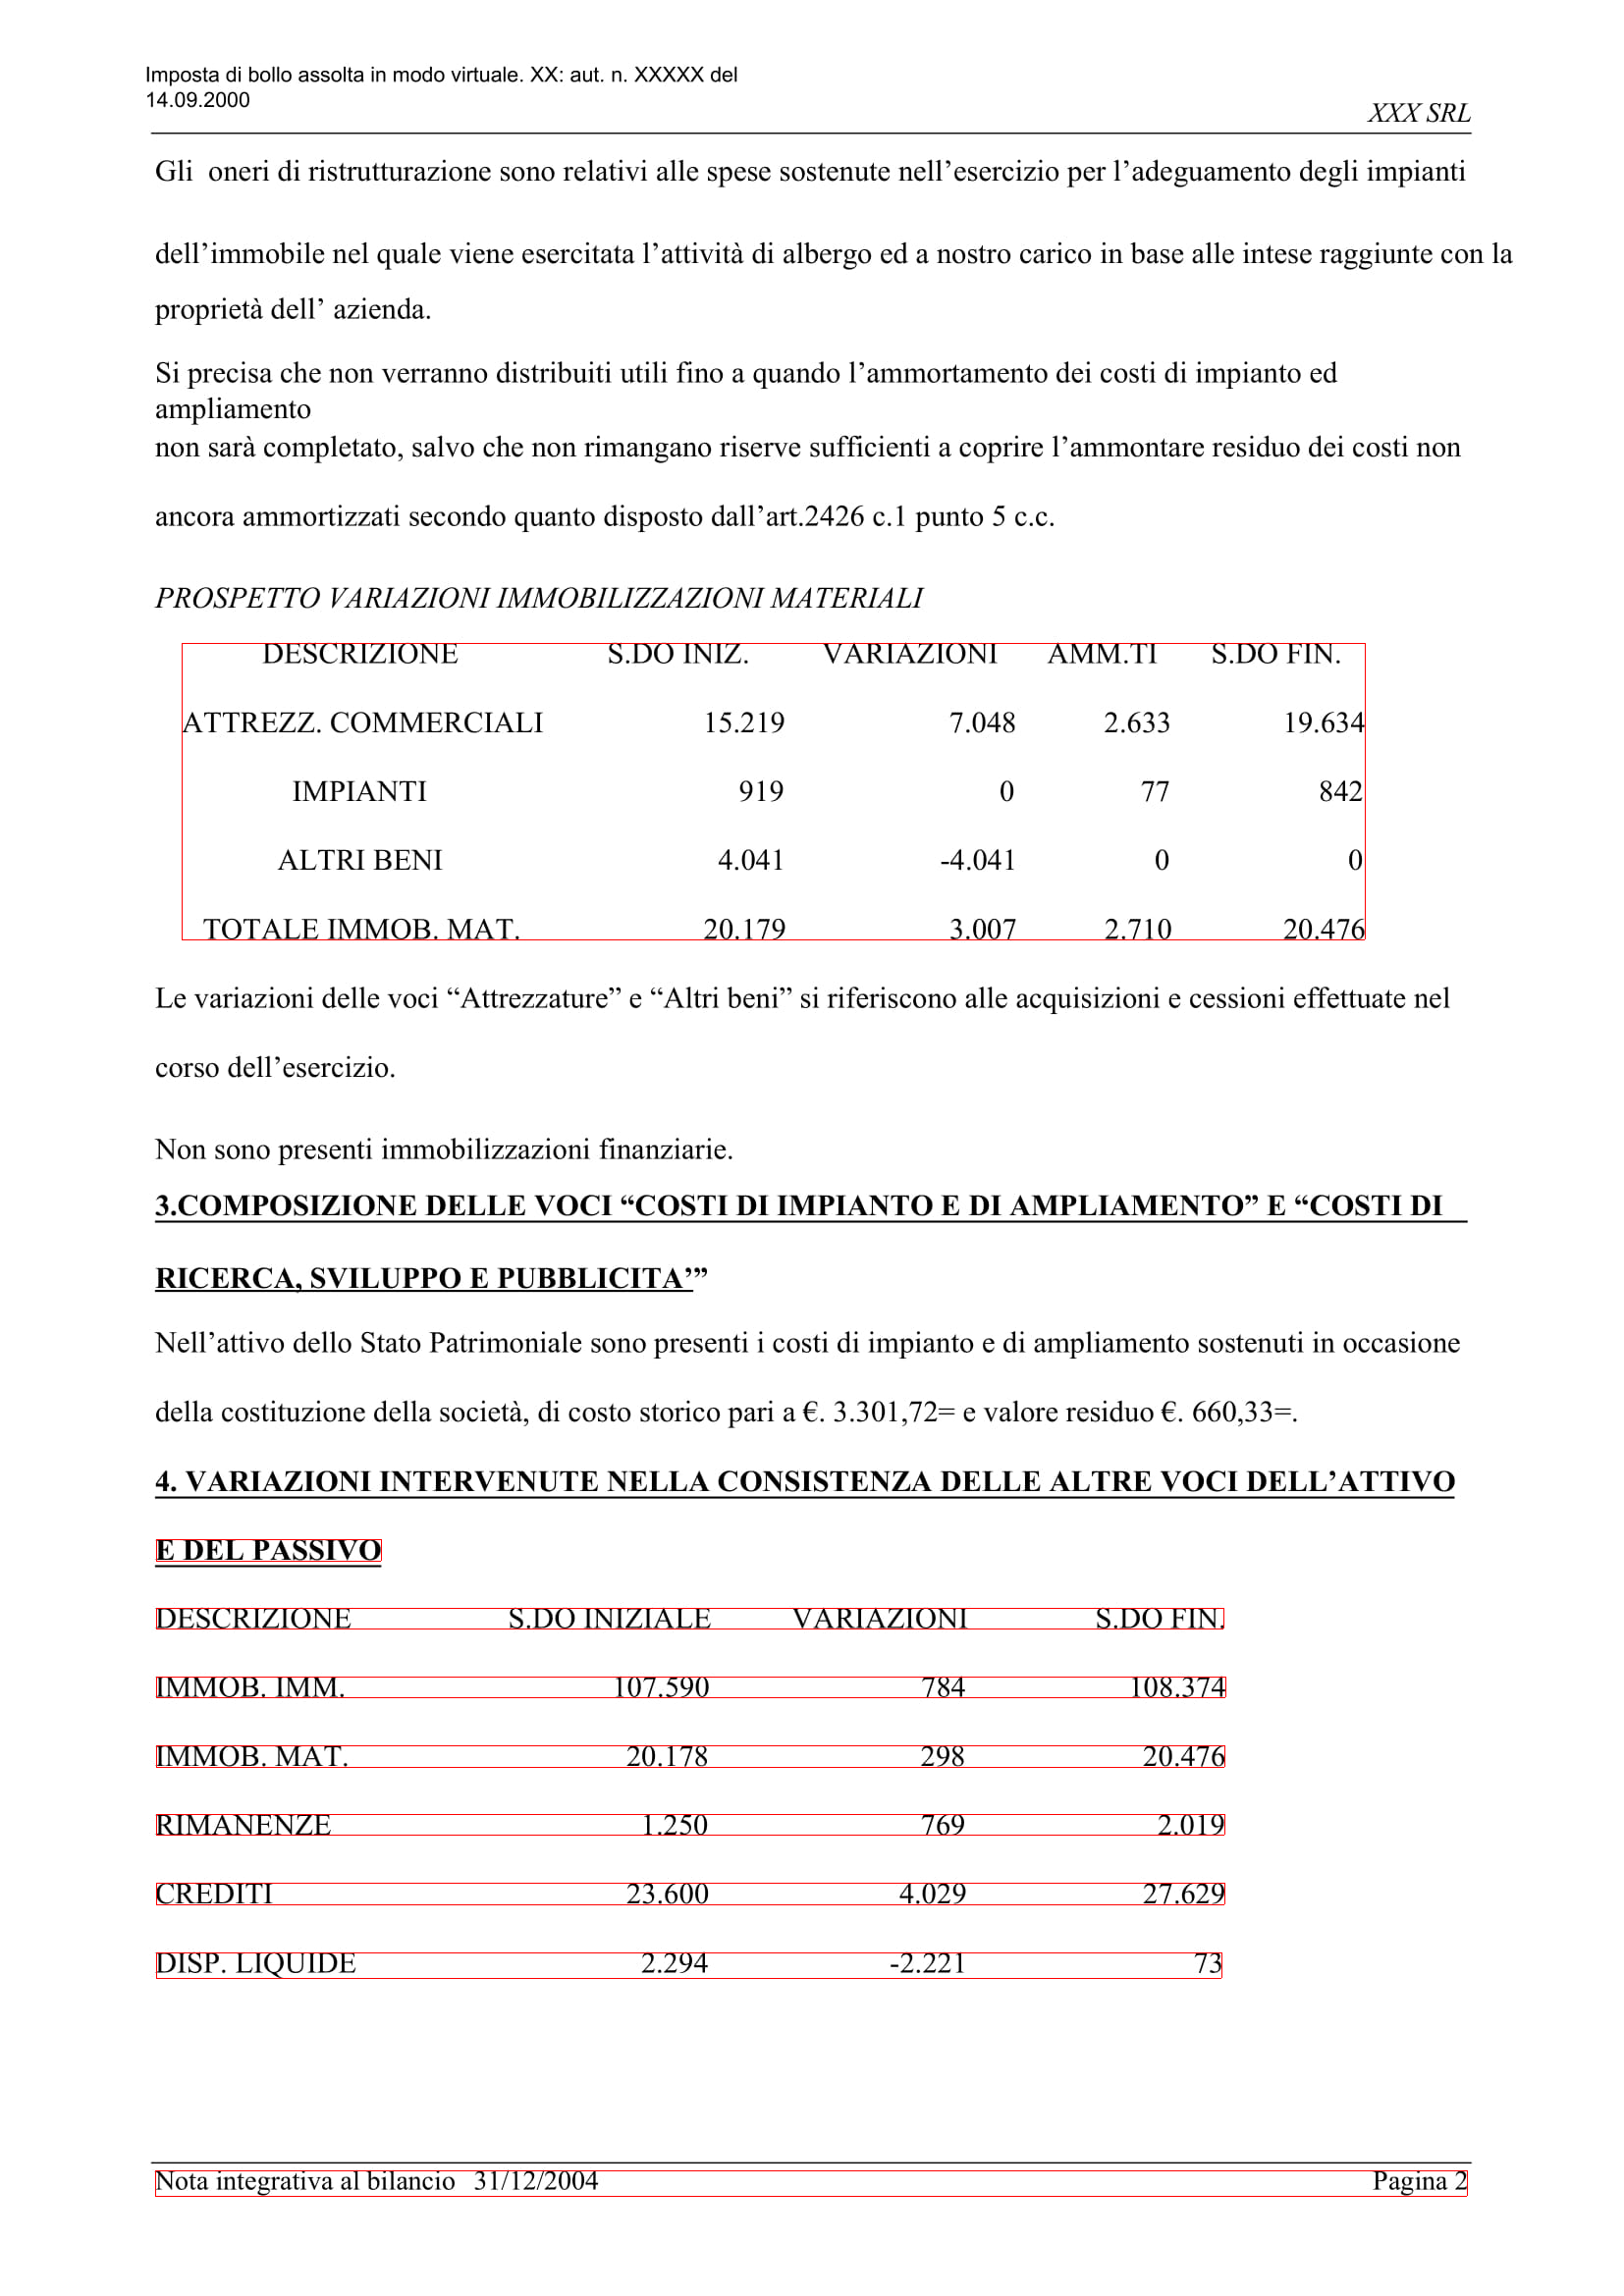 Imposta di bollo assolta in modo virtuale. XX: aut. n. XXXXX del
14.09.2000
XXX SRL
Gli oneri di ristrutturazione sono relativi alle spese sostenute nell’esercizio per l’adeguamento degli impianti
dell’immobile nel quale viene esercitata l’attività di albergo ed a nostro carico in base alle intese raggiunte con la
proprietà dell’ azienda.
Si precisa che non verranno distribuiti utili fino a quando l’ammortamento dei costi di impianto ed
ampliamento
non sarà completato, salvo che non rimangano riserve sufficienti a coprire l’ammontare residuo dei costi non
ancora ammortizzati secondo quanto disposto dall’art.2426 c.1 punto 5 c.c.
PROSPETTO VARIAZIONI IMMOBILIZZAZIONI MATERIALI
DESCRIZIONE S.DO INIZ. VARIAZIONI AMM.TI S.DO FIN.
ATTREZZ. COMMERCIALI 15.219 7.048 2.633 19.634
IMPIANTI 919 0 77 842
ALTRI BENI 4.041 -4.041 0 0
TOTALE IMMOB. MAT. 20.179 3.007 2.710 20.476
Le variazioni delle voci “Attrezzature” e “Altri beni” si riferiscono alle acquisizioni e cessioni effettuate nel
corso dell’esercizio.
Non sono presenti immobilizzazioni finanziarie.
3.COMPOSIZIONE DELLE VOCI “COSTI DI IMPIANTO E DI AMPLIAMENTO” E “COSTI DI
RICERCA, SVILUPPO E PUBBLICITA’”
Nell’attivo dello Stato Patrimoniale sono presenti i costi di impianto e di ampliamento sostenuti in occasione
della costituzione della società, di costo storico pari a €. 3.301,72= e valore residuo €. 660,33=.
4. VARIAZIONI INTERVENUTE NELLA CONSISTENZA DELLE ALTRE VOCI DELL’ATTIVO
E DEL PASSIVO
DESCRIZIONE S.DO INIZIALE VARIAZIONI S.DO FIN.
IMMOB. IMM. 107.590 784 108.374
IMMOB. MAT. 20.178 298 20.476
RIMANENZE 1.250 769 2.019
CREDITI 23.600 4.029 27.629
DISP. LIQUIDE 2.294 -2.221 73
Nota integrativa al bilancio 31/12/2004 Pagina 2